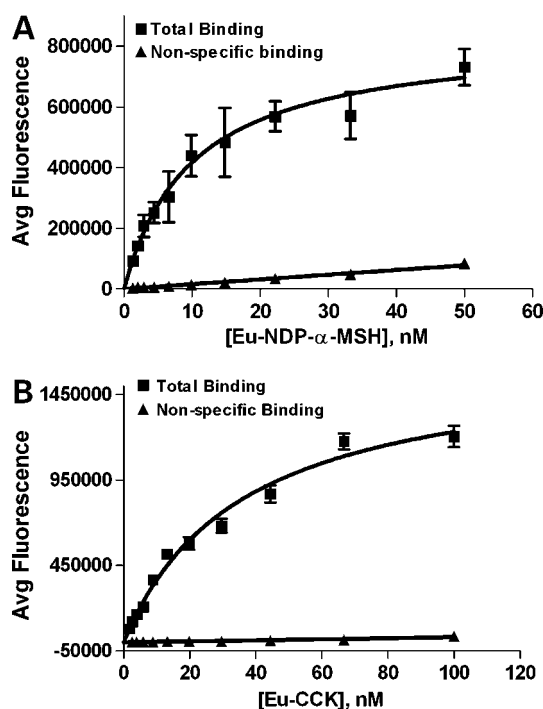 A
Total Binding
Non-specific binding
Avg Fluorescence
800000
600000
400000
200000
0
0 10 20 30 40 50 60
[Eu-NDP-α-MSH], nM
B
Total Binding
Non-specific Binding
Avg Fluorescence
1450000
950000
450000
-50000
0 20 40 60 80 100 120
[Eu-CCK], nM